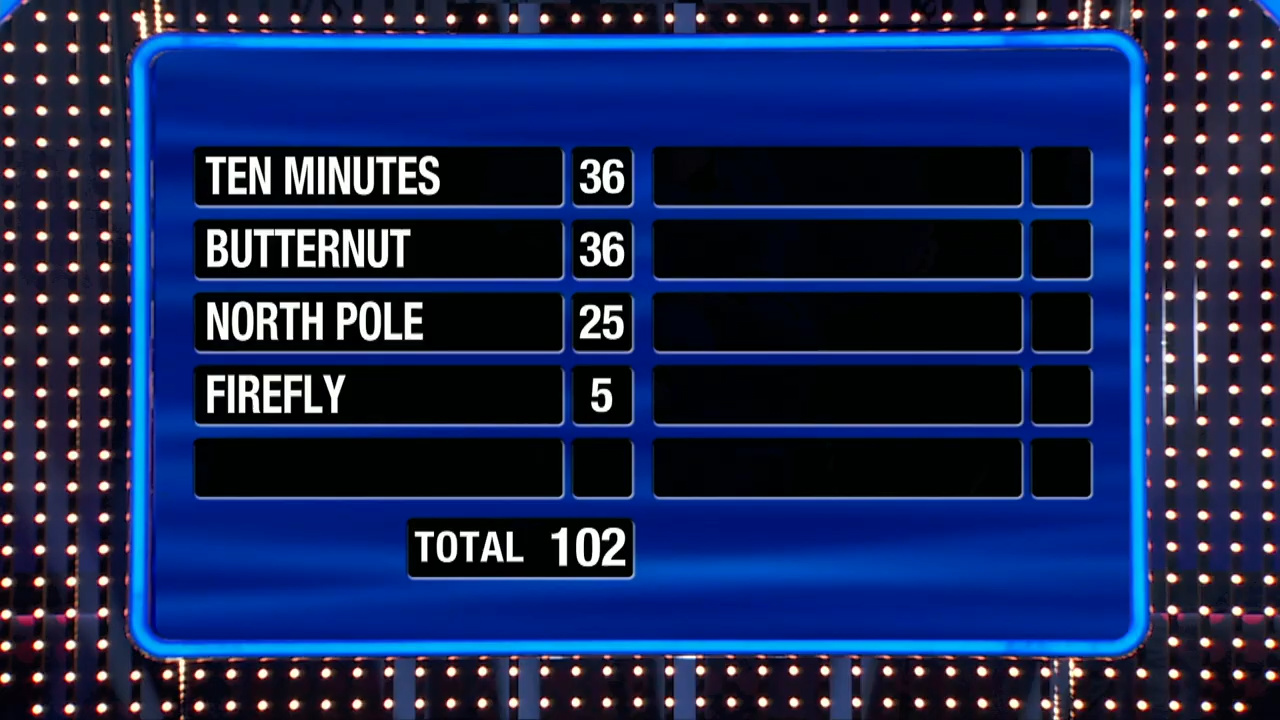 TEN MINUTES 36
BUTTERNUT 36
NORTH POLE 25
FIREFLY 5
TOTAL 102